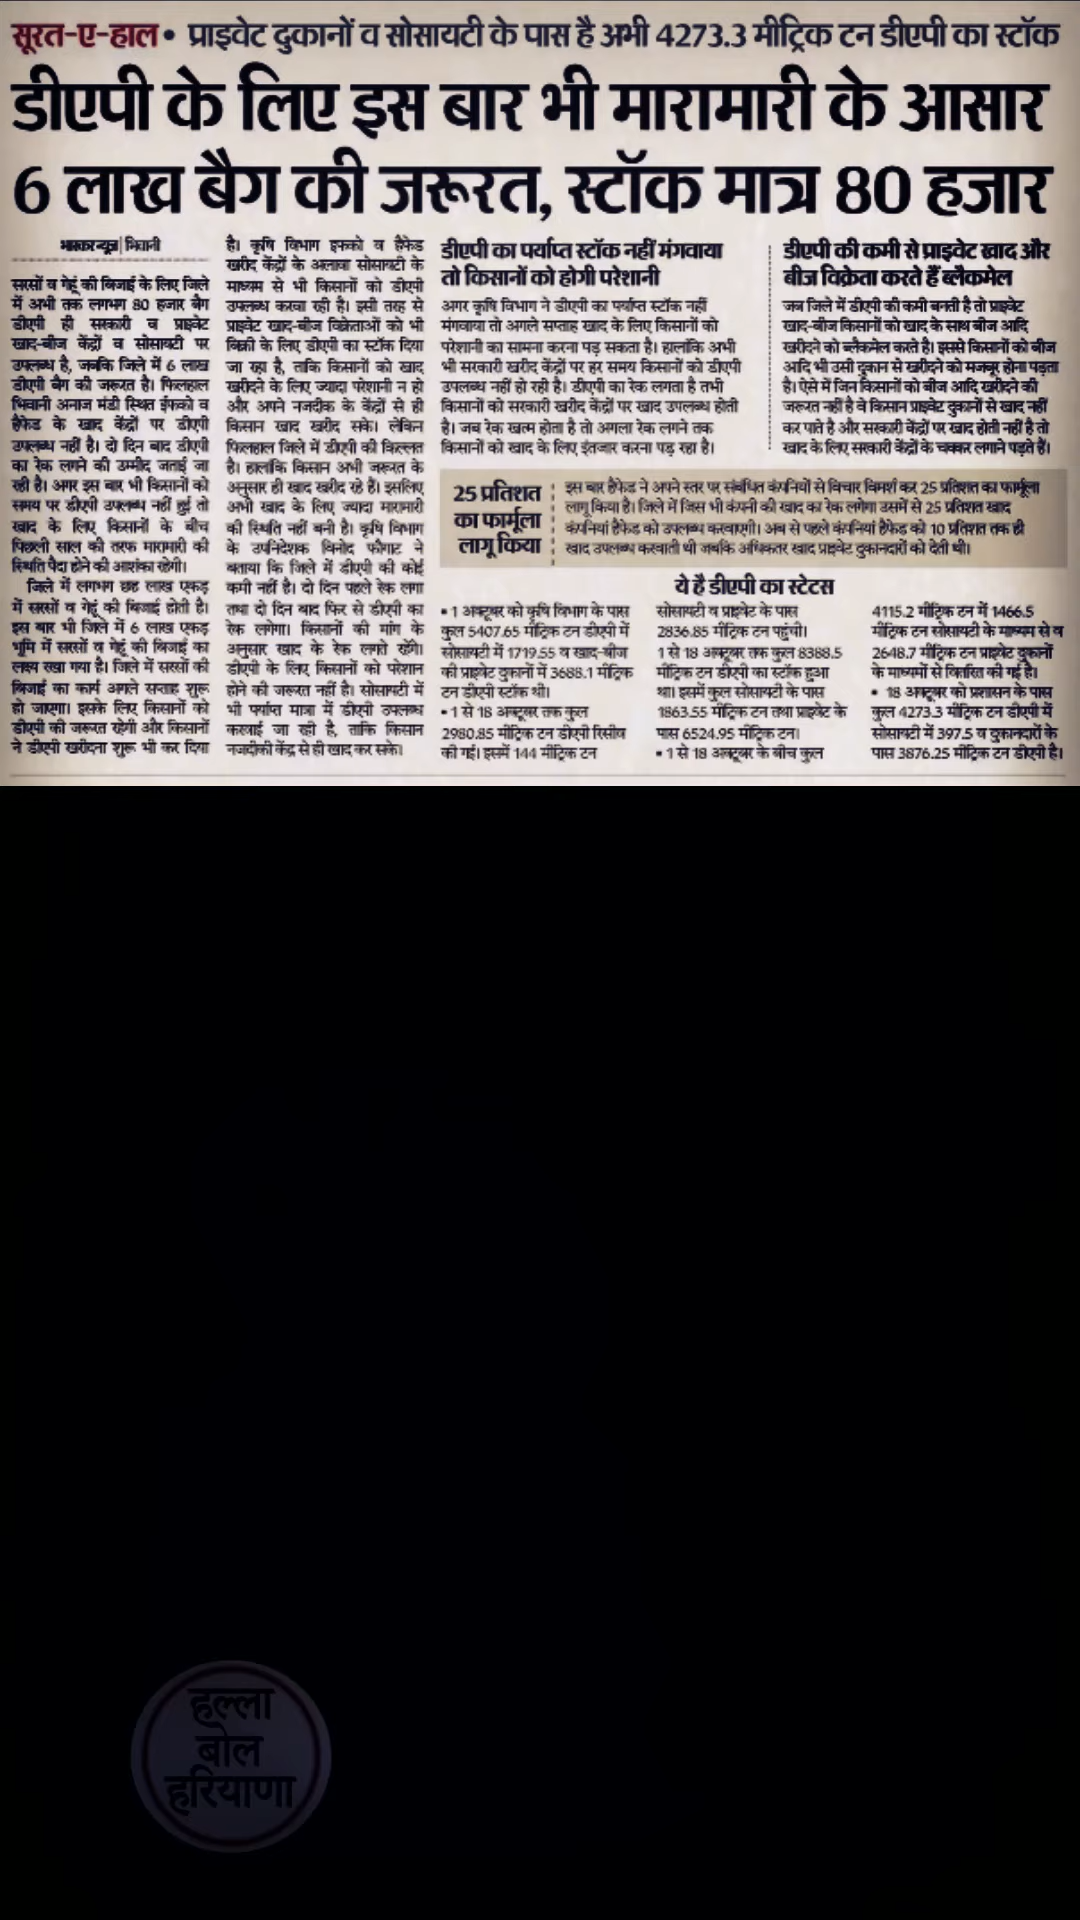 सूरत-ए-हाल • प्राइवेट दुकानों व सोसायटी के पास है अभी 4273.3 मीट्रिक टन डीएपी का स्टॉक
डीएपी के लिए इस बार भी मारामारी के आसार
6 लाख बैग की जरूरत, स्टॉक मात्र 80 हजार
भास्कर न्यूज | भिवानी
सरसों व गेहूं की बिजाई के लिए जिले
में अभी तक लगभग 80 हजार बैग
डीएपी ही सरकारी व प्राइवेट
खाद-बीज केंद्रों व सोसायटी पर
उपलब्ध है, जबकि जिले में 6 लाख
डीएपी बैग की जरूरत है। फिलहाल
भिवानी अनाज मंडी स्थित ईफको व
हैफेड के खाद केंद्रों पर डीएपी
उपलब्ध नहीं है। दो दिन बाद डीएपी
का रेक लगने की उम्मीद जताई जा
रही है। अगर इस बार भी किसानों को
समय पर डीएपी उपलब्ध नहीं हुई तो
खाद के लिए किसानों के बीच
पिछली साल की तरफ मारामारी की
स्थिति पैदा होने की आशंका रहेगी।
जिले में लगभग छह लाख एकड़
में सरसों व गेहूं की बिजाई होती है।
इस बार भी जिले में 6 लाख एकड़
भूमि में सरसों व गेहूं की बिजाई का
लक्ष्य रखा गया है। जिले में सरसों की
बिजाई का कार्य अगले सप्ताह शुरू
हो जाएगा। इसके लिए किसानों को
डीएपी की जरूरत रहेगी और किसानों
ने डीएपी खरीदना शुरू भी कर दिया
है। कृषि विभाग इफको व हैफेड
खरीद केंद्रों के अलावा सोसायटी के
माध्यम से भी किसानों को डीएपी
उपलब्ध करवा रही है। इसी तरह से
प्राइवेट खाद-बीज विक्रेताओं को भी
बिक्री के लिए डीएपी का स्टॉक दिया
जा रहा है, ताकि किसानों को खाद
खरीदने के लिए ज्यादा परेशानी न हो
और अपने नजदीक के केंद्रों से ही
किसान खाद खरीद सके। लेकिन
फिलहाल जिले में डीएपी की किल्लत
है। हालांकि किसान अभी जरूरत के
अनुसार ही खाद खरीद रहे हैं। इसलिए
अभी खाद के लिए ज्यादा मारामारी
की स्थिति नहीं बनी है। कृषि विभाग
के उपनिदेशक विनोद फौगाट ने
बताया कि जिले में डीएपी की कोई
कमी नहीं है। दो दिन पहले रेक लगा
तथा दो दिन बाद फिर से डीएपी का
रेक लगेगा। किसानों की मांग के
अनुसार खाद के रेक लगते रहेंगे।
डीएपी के लिए किसानों को परेशान
होने की जरूरत नहीं है। सोसायटी में
भी पर्याप्त मात्रा में डीएपी उपलब्ध
करवाई जा रही है, ताकि किसान
नजदीकी केंद्र से ही खाद कर सके।
डीएपी का पर्याप्त स्टॉक नहीं मंगवाया
तो किसानों को होगी परेशानी
अगर कृषि विभाग ने डीएपी का पर्याप्त स्टॉक नहीं
मंगवाया तो अगले सप्ताह खाद के लिए किसानों को
परेशानी का सामना करना पड़ सकता है। हालांकि अभी
भी सरकारी खरीद केंद्रों पर हर समय किसानों को डीएपी
उपलब्ध नहीं हो रही है। डीएपी का रेक लगता है तभी
किसानों को सरकारी खरीद केंद्रों पर खाद उपलब्ध होती
है। जब रेक खत्म होता है तो अगला रेक लगने तक
किसानों को खाद के लिए इंतजार करना पड़ रहा है।
डीएपी की कमी से प्राइवेट खाद और
बीज विक्रेता करते हैं ब्लैकमेल
जब जिले में डीएपी की कमी बनती है तो प्राइवेट
खाद-बीज किसानों को खाद के साथ बीज आदि
खरीदने को ब्लैकमेल करते है। इससे किसानों को बीज
आदि भी उसी दुकान से खरीदने को मजबूर होना पड़ता
है। ऐसे में जिन किसानों को बीज आदि खरीदने की
जरूरत नहीं है वे किसान प्राइवेट दुकानों से खाद नहीं
कर पाते है और सरकारी केंद्रों पर खाद होती नहीं है तो
खाद के लिए सरकारी केंद्रों के चक्कर लगाने पड़ते हैं।
25 प्रतिशत
का फार्मूला
लागू किया
इस बार हैफेड ने अपने स्तर पर संबंधित कंपनियों से विचार विमर्श कर 25 प्रतिशत का फार्मूला
लागू किया है। जिले में जिस भी कंपनी की खाद का रेक लगेगा उसमें से 25 प्रतिशत खाद
कंपनियां हैफेड को उपलब्ध करवाएगी। अब से पहले कंपनियां हैफेड को 10 प्रतिशत तक ही
खाद उपलब्ध करवाती थी जबकि अधिकतर खाद प्राइवेट दुकानदारों को देती थी।
ये है डीएपी का स्टेटस
• 1 अक्टूबर को कृषि विभाग के पास
कुल 5407.65 मीट्रिक टन डीएपी में
सोसायटी में 1719.55 व खाद-बीज
की प्राइवेट दुकानों में 3688.1 मीट्रिक
टन डीएपी स्टॉक थी।
• 1 से 18 अक्टूबर तक कुल
2980.85 मीट्रिक टन डीएपी रिसीव
की गई। इसमें 144 मीट्रिक टन
सोसायटी व प्राइवेट के पास
2836.85 मीट्रिक टन पहुंची।
1 से 18 अक्टूबर तक कुल 8388.5
मीट्रिक टन डीएपी का स्टॉक हुआ
था। इसमें कुल सोसायटी के पास
1863.55 मीट्रिक टन तथा प्राइवेट के
पास 6524.95 मीट्रिक टन।
• 1 से 18 अक्टूबर के बीच कुल
4115.2 मीट्रिक टन में 1466.5
मीट्रिक टन सोसायटी के माध्यम से व
2648.7 मीट्रिक टन प्राइवेट दुकानों
के माध्यमों से वितरित की गई है।
• 18 अक्टूबर को प्रशासन के पास
कुल 4273.3 मीट्रिक टन डीएपी में
सोसायटी में 397.5 व दुकानदारों के
पास 3876.25 मीट्रिक टन डीएपी है।
हल्ला
बोल
हरियाणा